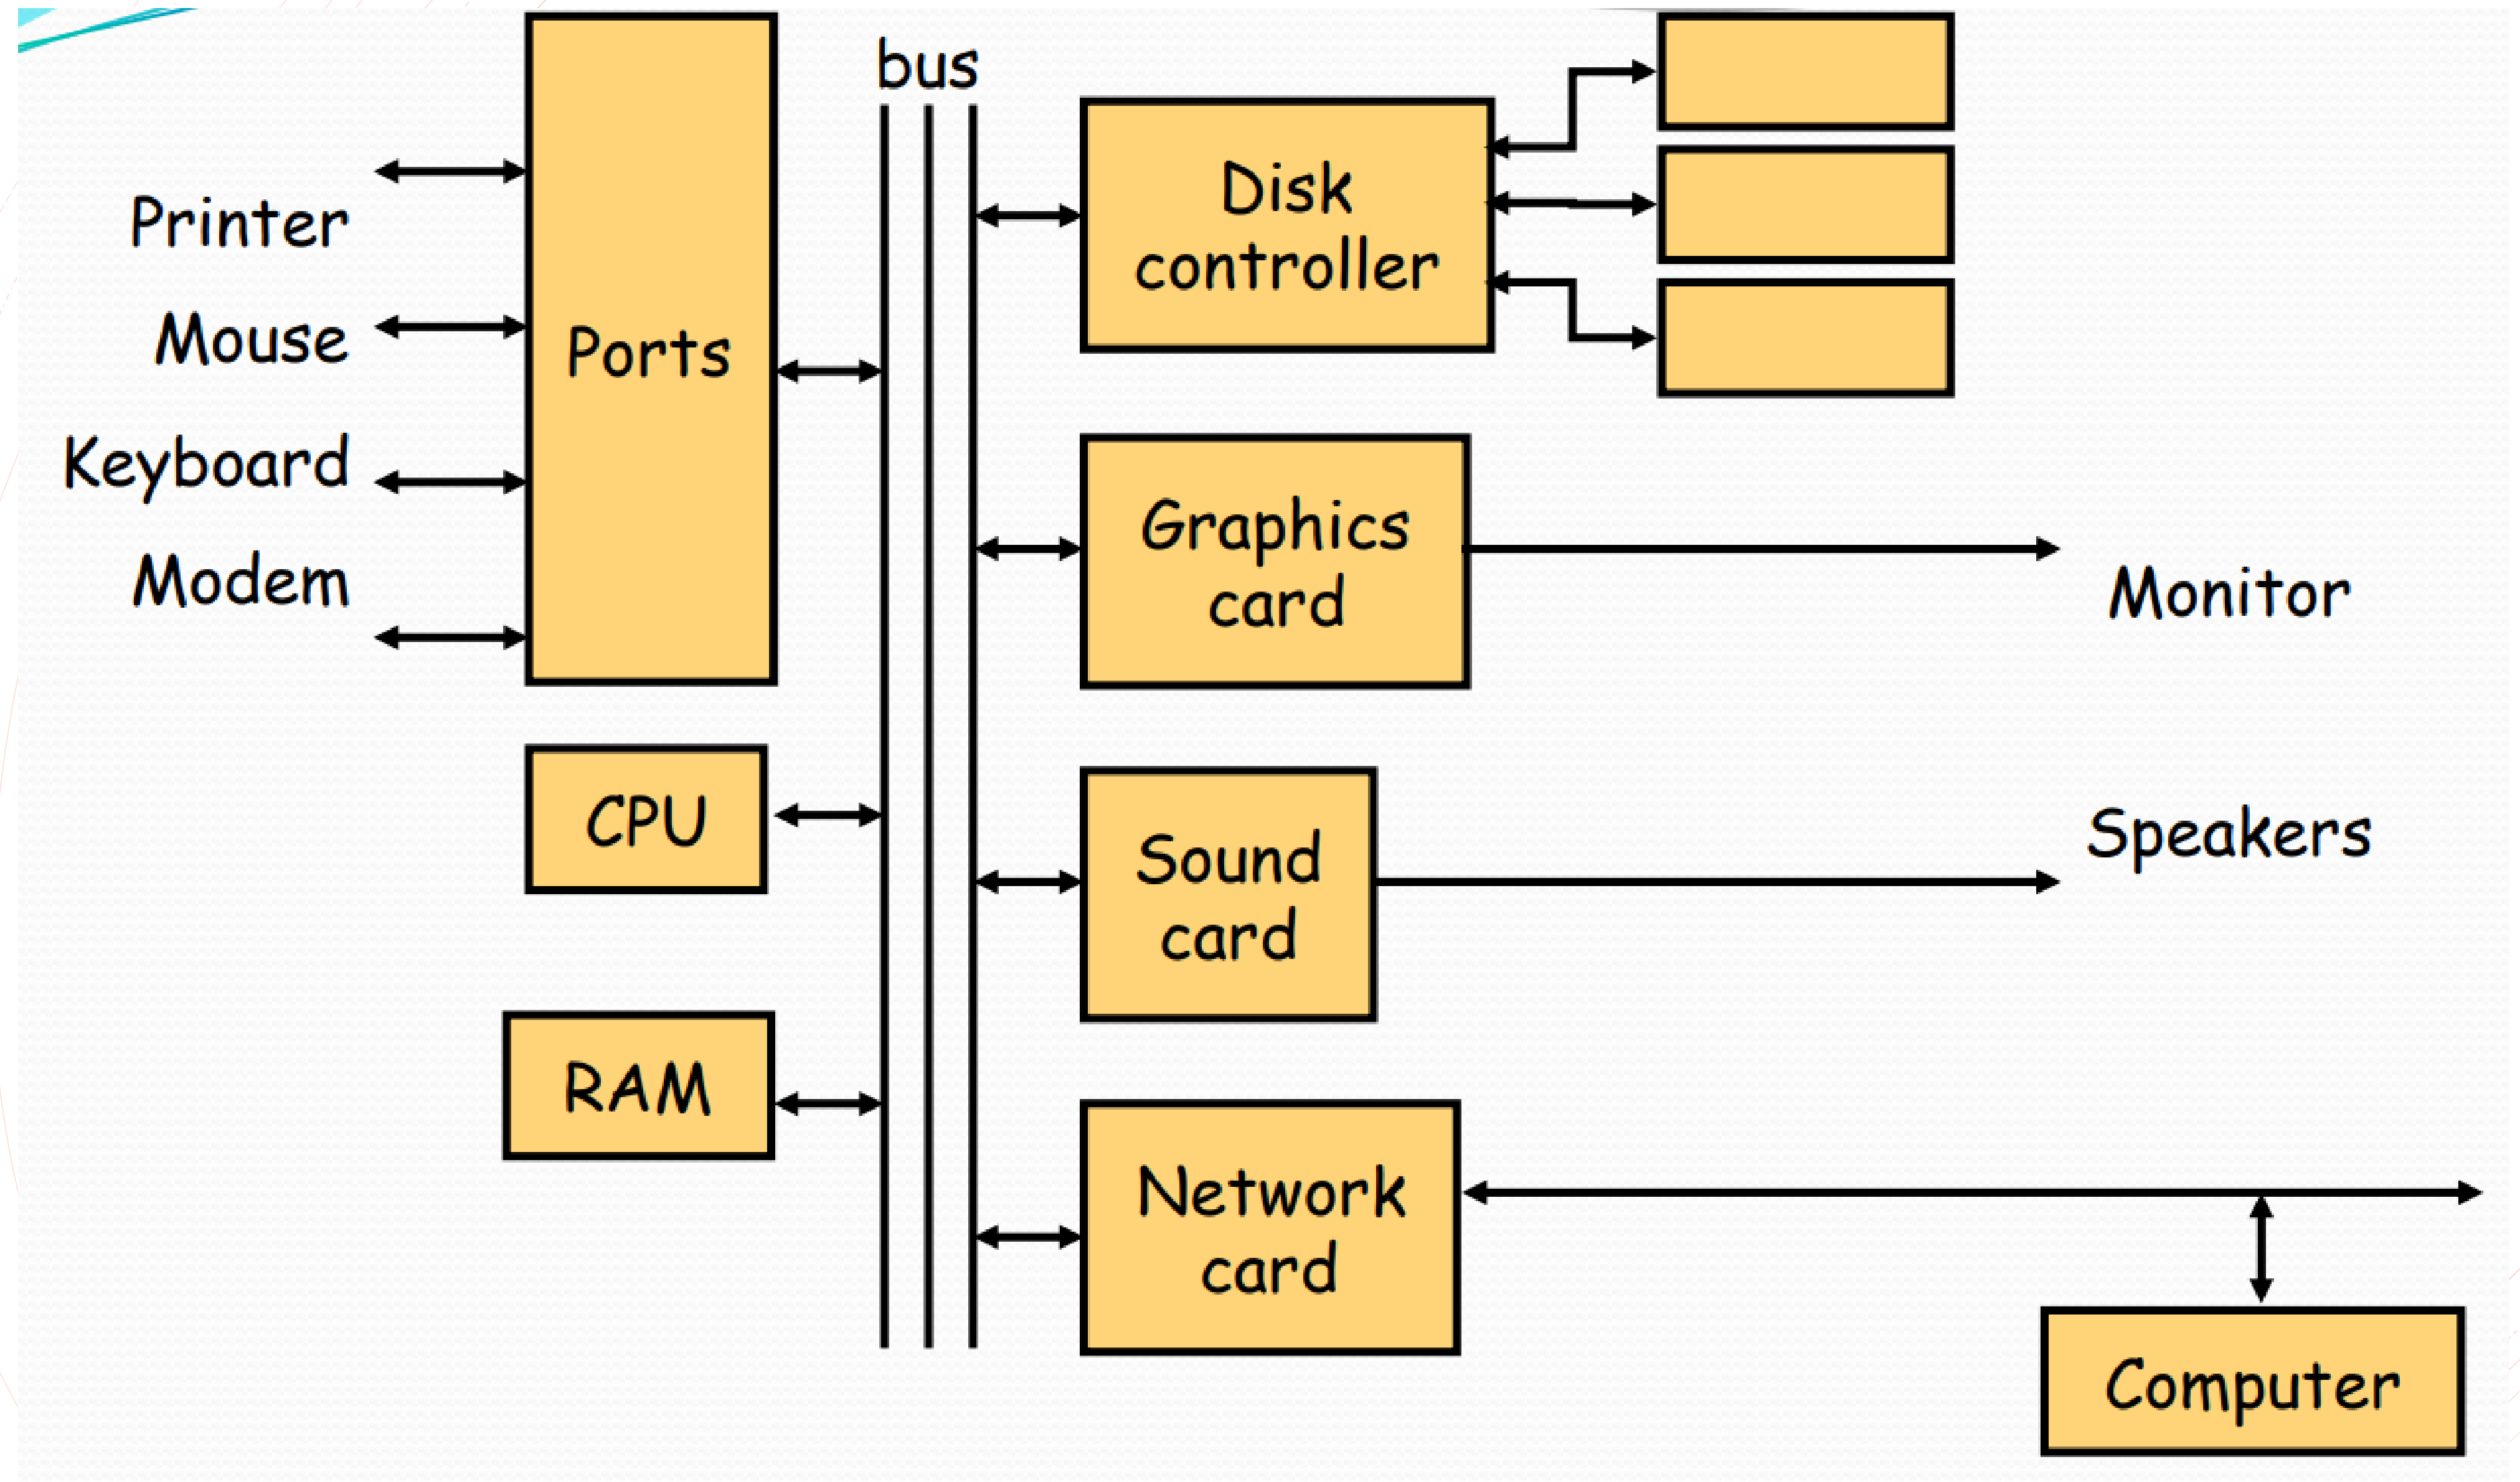 bus
Printer
Mouse
Keyboard
Modem
Ports
CPU
RAM
Disk
controller
Graphics
card
Monitor
Sound
card
Speakers
Network
card
Computer